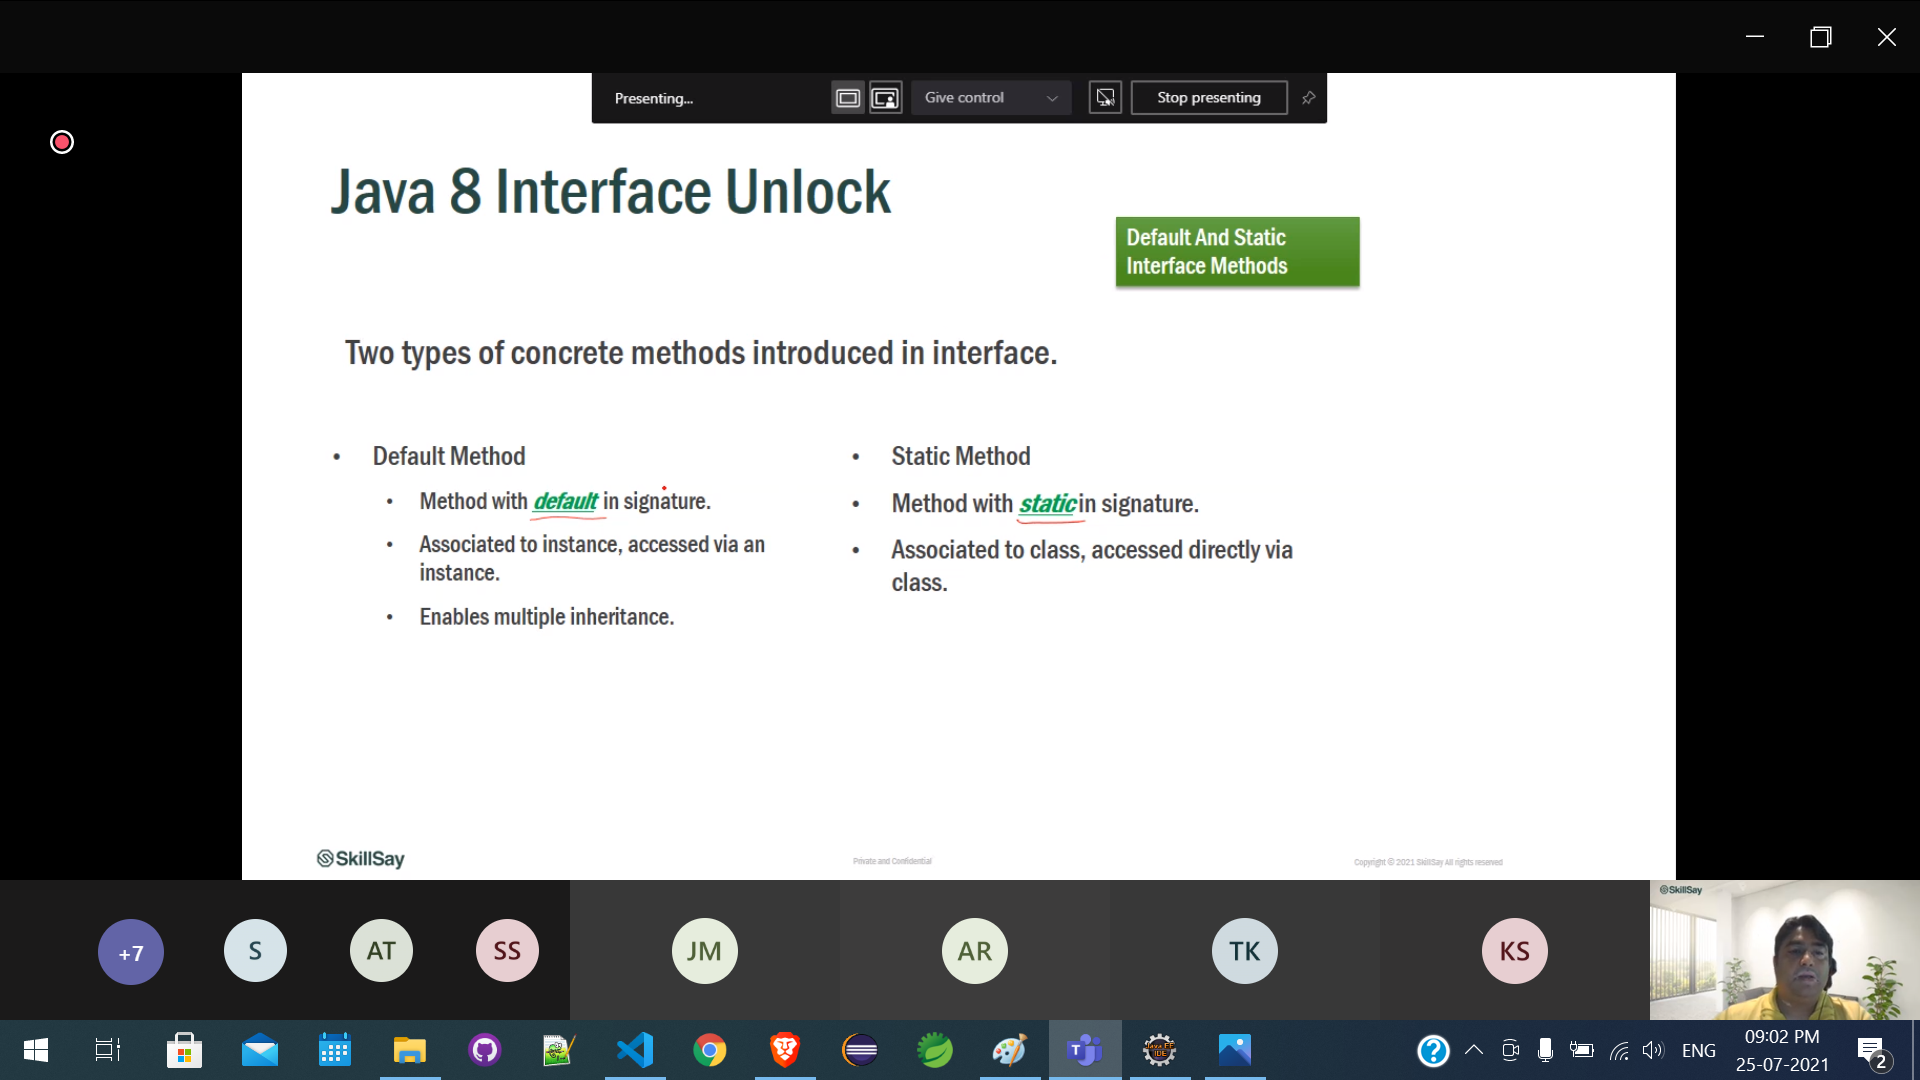 Presenting...
Give control
Stop presenting
Java 8 Interface Unlock
Default And Static
Interface Methods
Two types of concrete methods introduced in interface.
• Default Method
• Method with default in signature.
• Associated to instance, accessed via an
instance.
• Enables multiple inheritance.
• Static Method
• Method with static in signature.
• Associated to class, accessed directly via
class.
SkillSay
Private and Confidential
Copyright © 2021 SkillSay All rights reserved
+7
S
AT
SS
JM
AR
TK
KS
SkillSay
Java EE
IDE
ENG
09:02 PM
25-07-2021
2